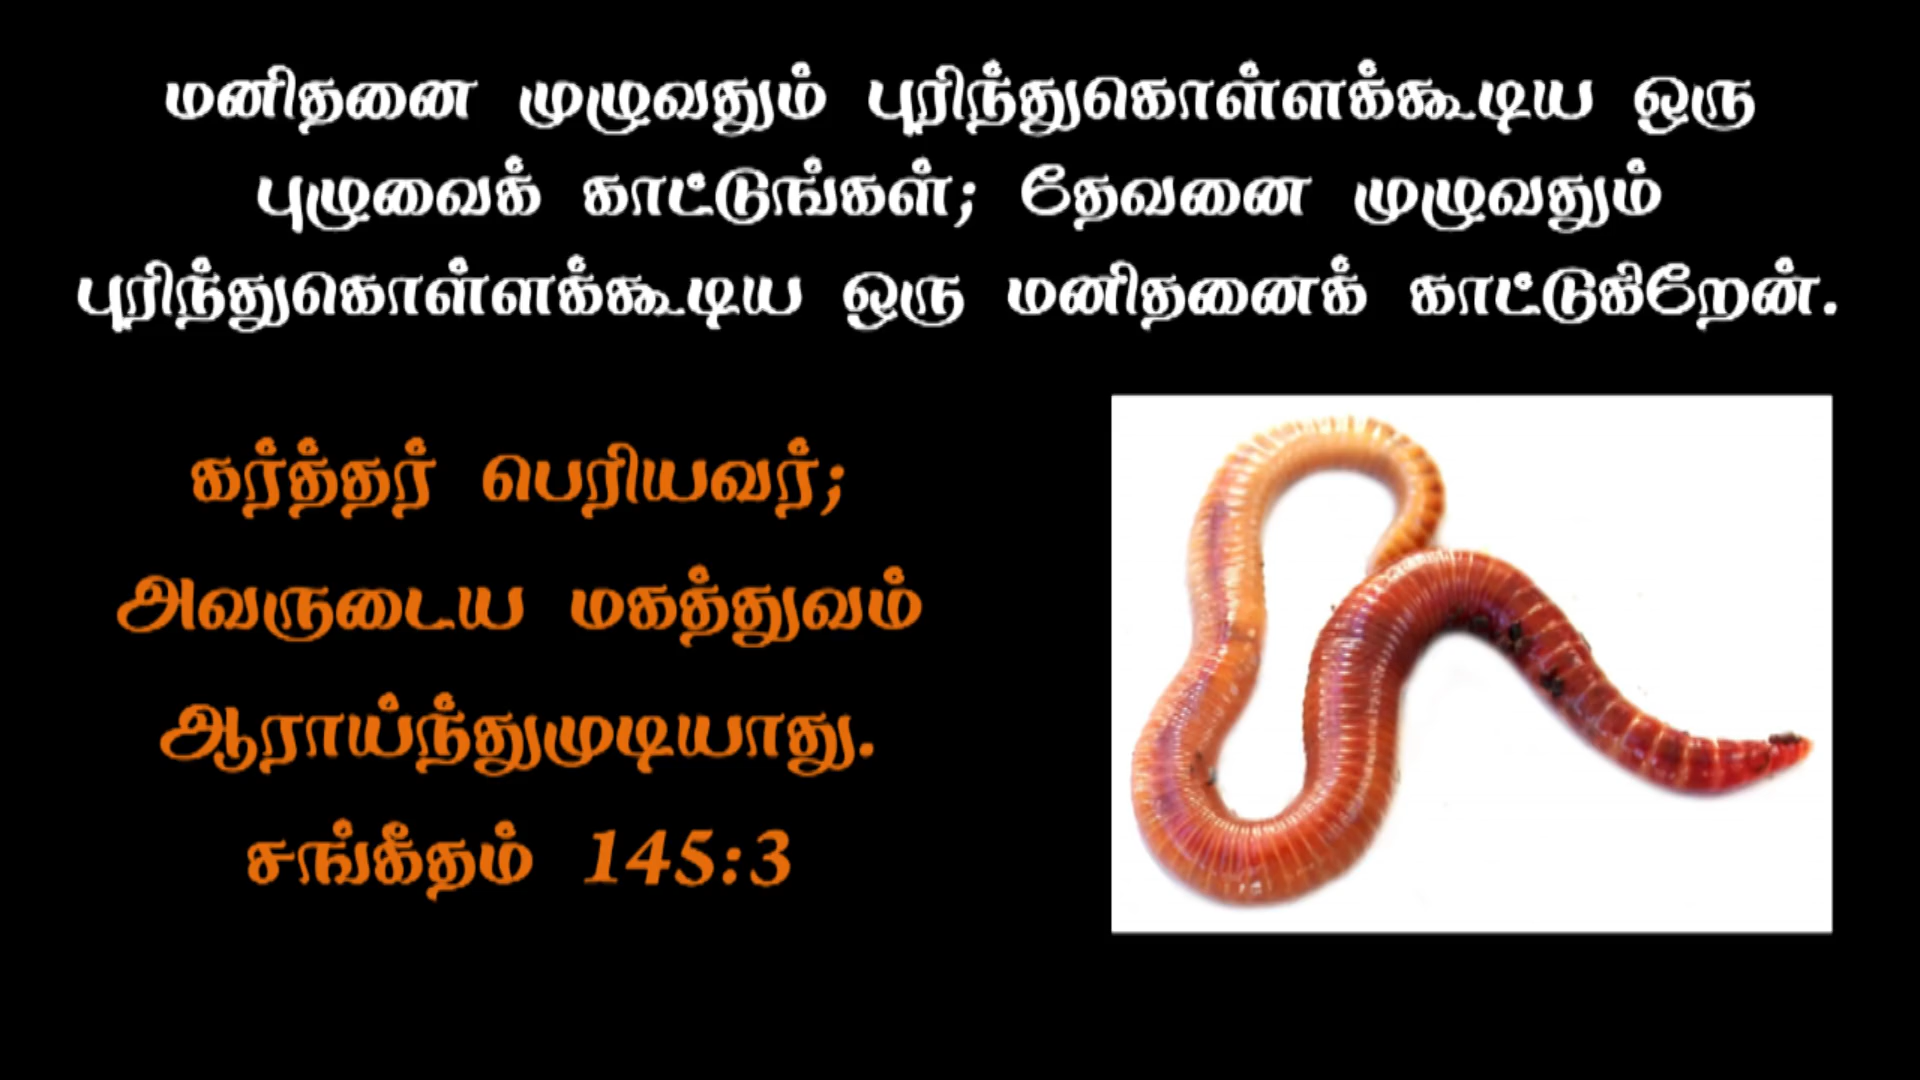 மனிதனை முழுவதும் புரிந்துகொள்ளக்கூடிய ஒரு
புழுவைக் காட்டுங்கள்; தேவனை முழுவதும்
புரிந்துகொள்ளக்கூடிய ஒரு மனிதனைக் காட்டுகிறேன்.
கர்த்தர் பெரியவர்;
அவருடைய மகத்துவம்
ஆராய்ந்துமுடியாது.
சங்கீதம் 145:3